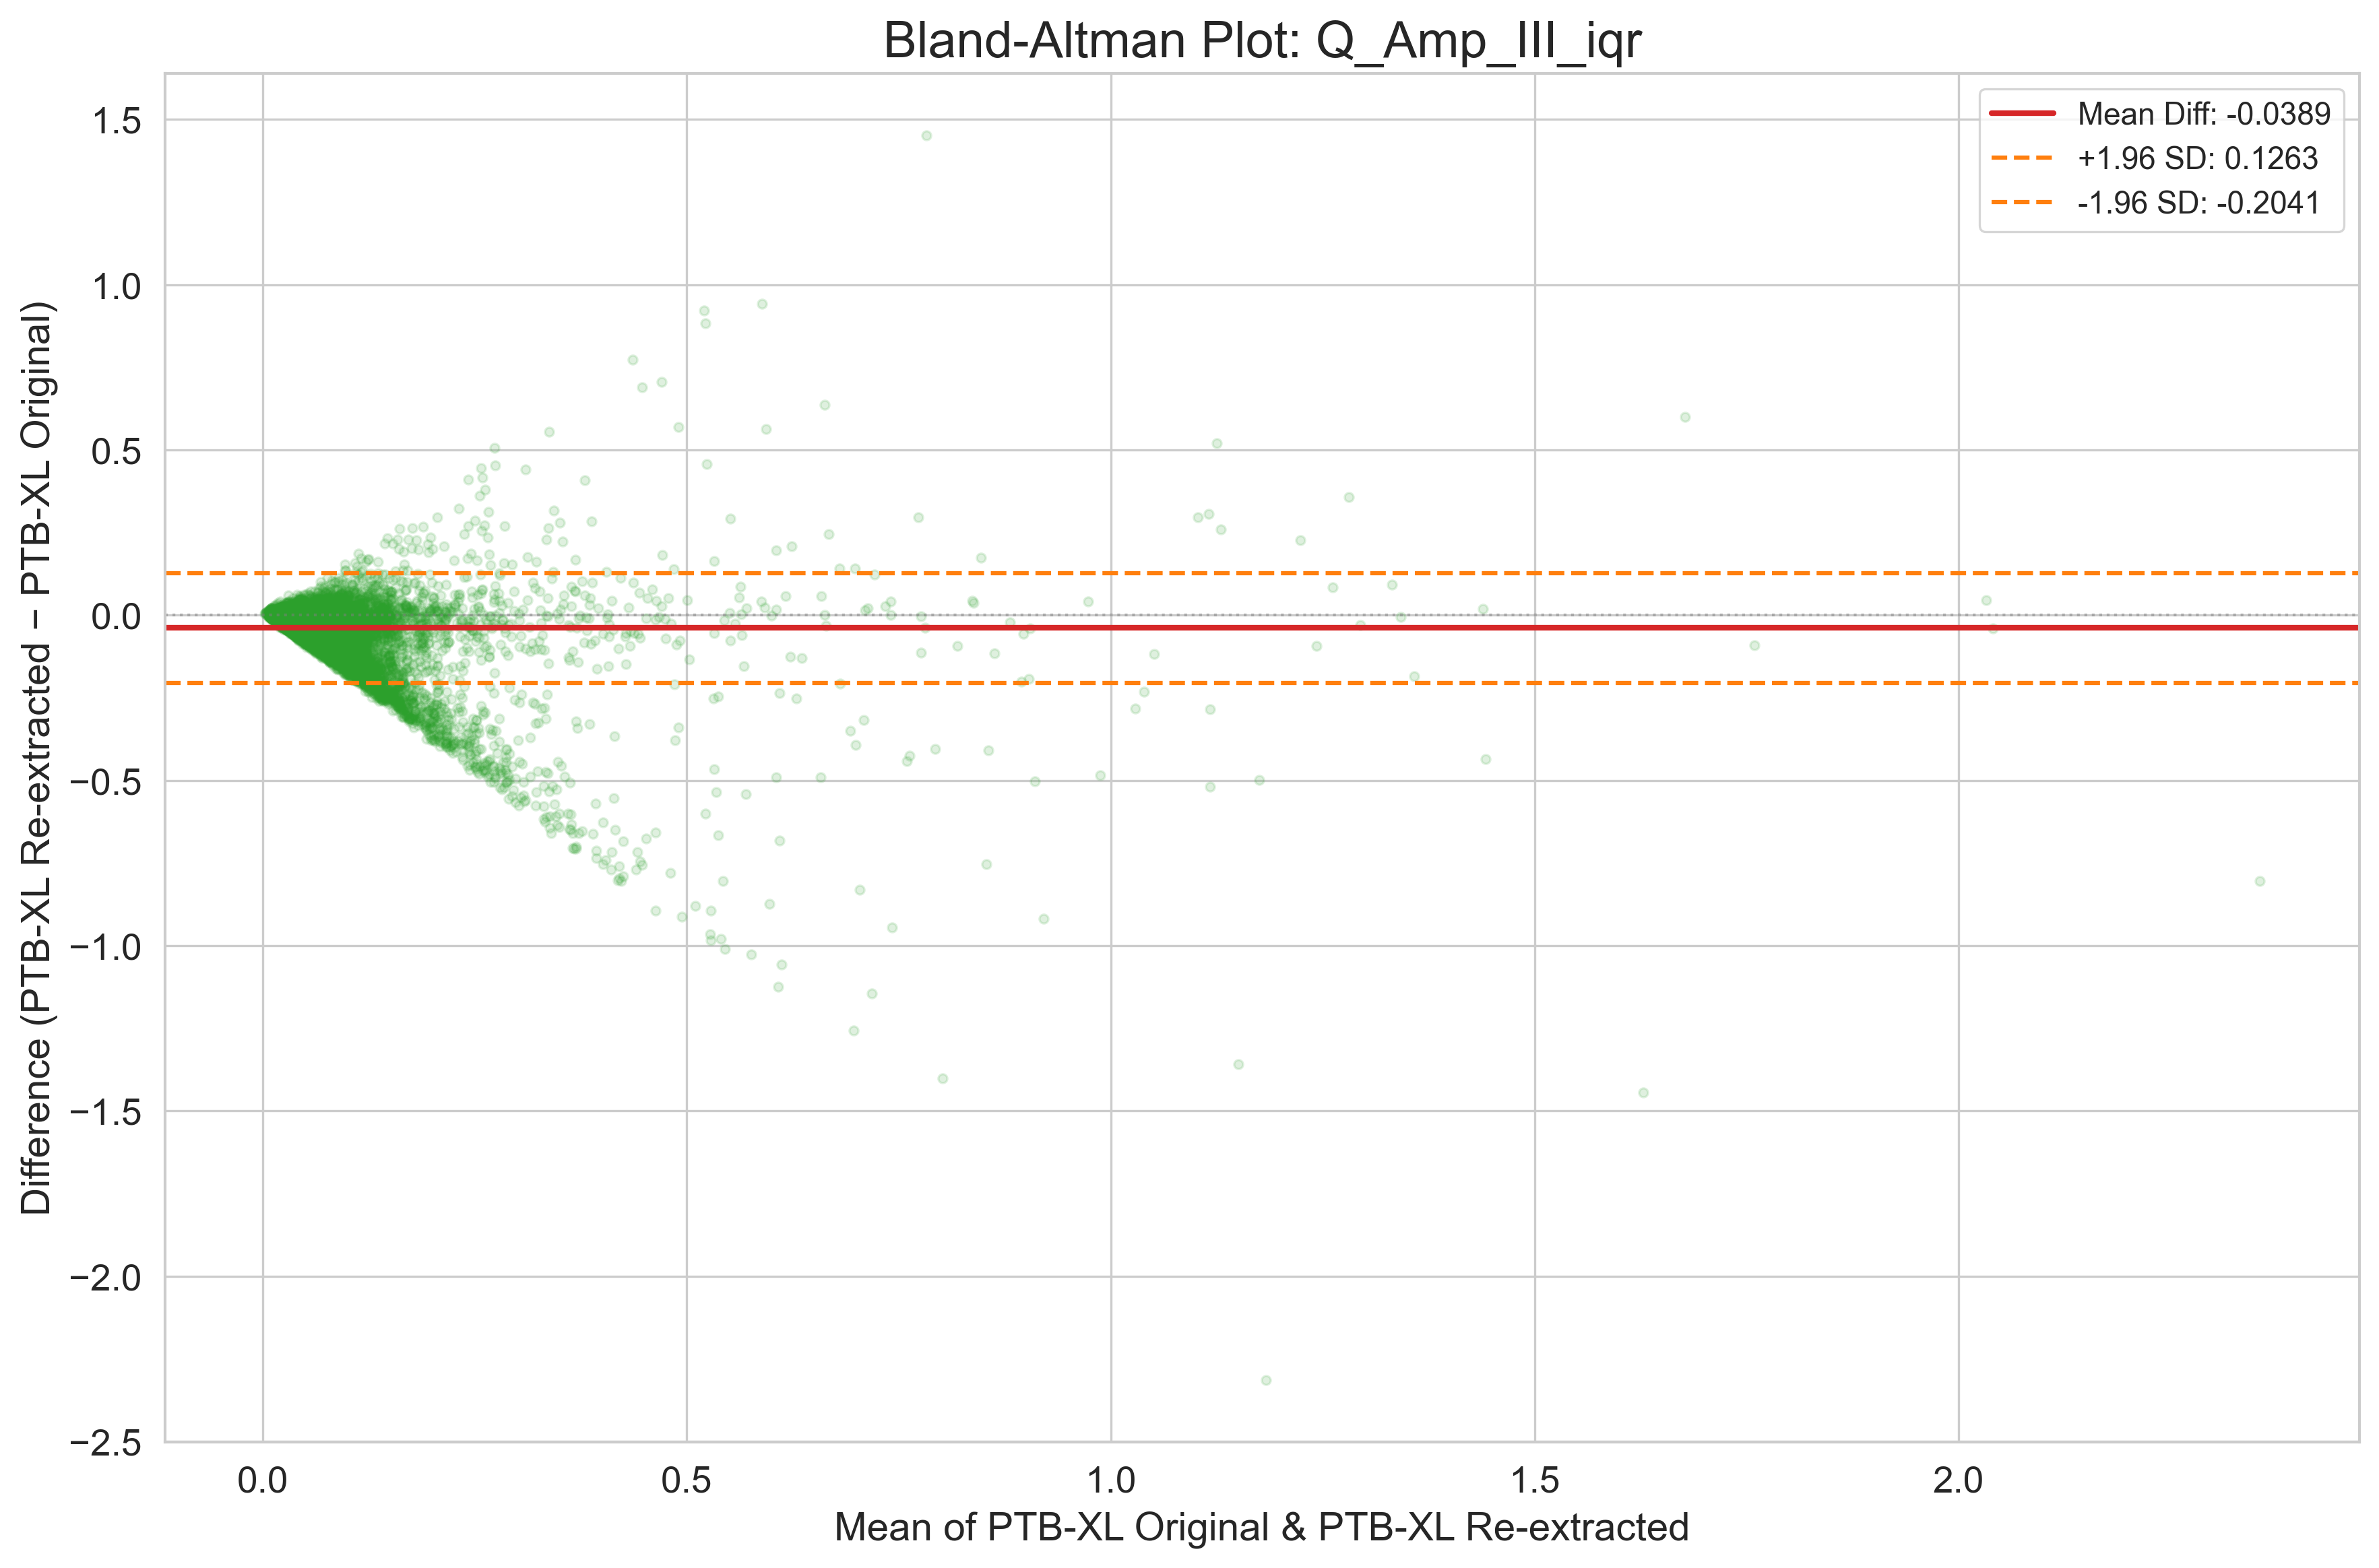 Bland-Altman Plot: Q_Amp_III_iqr
Mean Diff: -0.0389
+1.96 SD: 0.1263
-1.96 SD: -0.2041
Difference (PTB-XL Re-extracted − PTB-XL Original)
1.5
1.0
0.5
0.0
−0.5
−1.0
−1.5
−2.0
−2.5
0.0
0.5
1.0
1.5
2.0
Mean of PTB-XL Original & PTB-XL Re-extracted